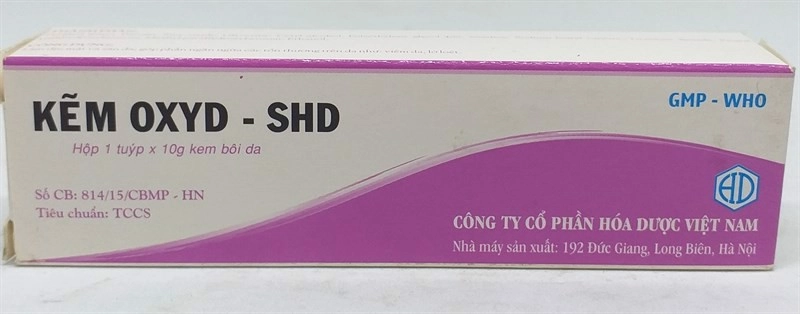 KẼM OXYD - SHD
GMP - WHO
Hộp 1 tuýp x 10g kem bôi da
Số CB: 814/15/CBMP - HN
Tiêu chuẩn: TCCS
HD
CÔNG TY CỔ PHẦN HÓA DƯỢC VIỆT NAM
Nhà máy sản xuất: 192 Đức Giang, Long Biên, Hà Nội